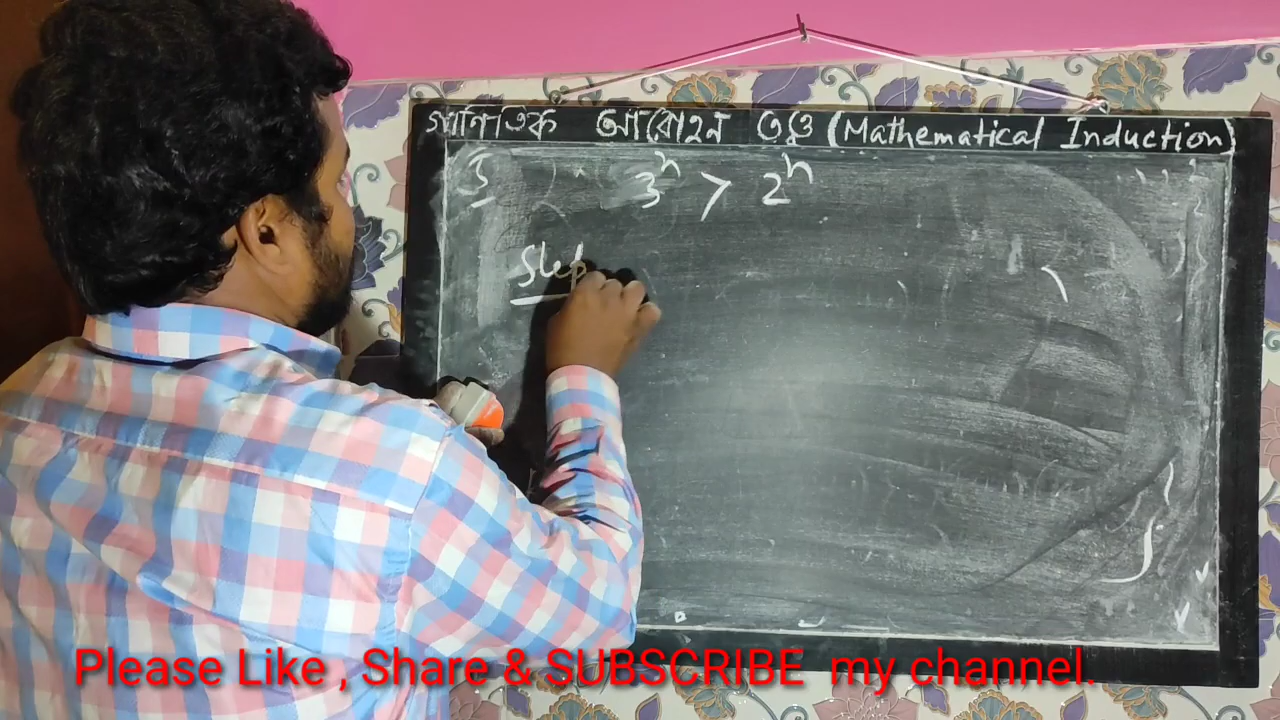 গানিতিক আরোহন তত্ত্ব (Mathematical Induction)
3ⁿ > 2ⁿ
Step
Please Like , Share & SUBSCRIBE my channel.